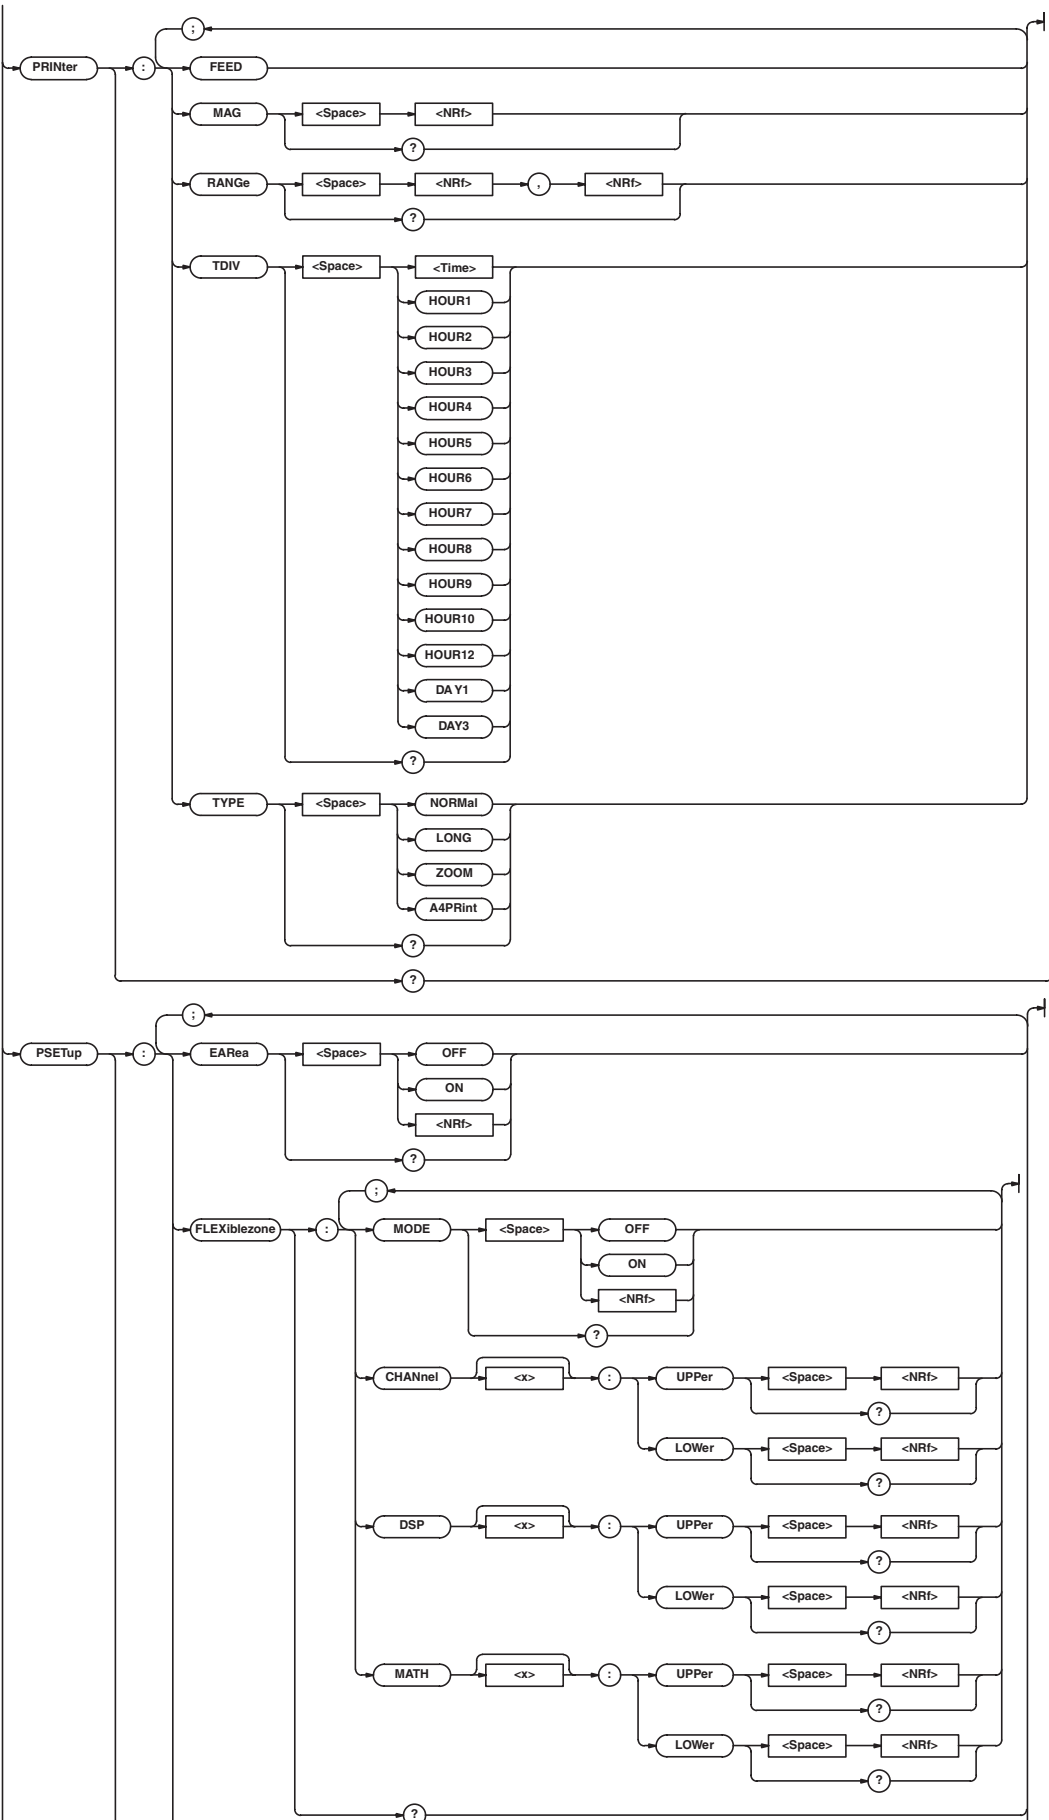 ;
PRINter : FEED
MAG <Space> <NRf>
?
RANGe <Space> <NRf> , <NRf>
?
TDIV <Space> <Time>
HOUR1
HOUR2
HOUR3
HOUR4
HOUR5
HOUR6
HOUR7
HOUR8
HOUR9
HOUR10
HOUR12
DAY1
DAY3
?
TYPE <Space> NORMal
LONG
ZOOM
A4PRint
?
?
;
PSETup : EARea <Space> OFF
ON
<NRf>
?
;
FLEXiblezone : MODE <Space> OFF
ON
<NRf>
?
CHANnel <x> : UPPer <Space> <NRf>
?
LOWer <Space> <NRf>
?
DSP <x> : UPPer <Space> <NRf>
?
LOWer <Space> <NRf>
?
MATH <x> : UPPer <Space> <NRf>
?
LOWer <Space> <NRf>
?
?